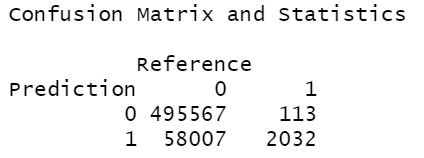 Confusion Matrix and Statistics
Reference
Prediction 0 1
0 495567 113
1 58007 2032